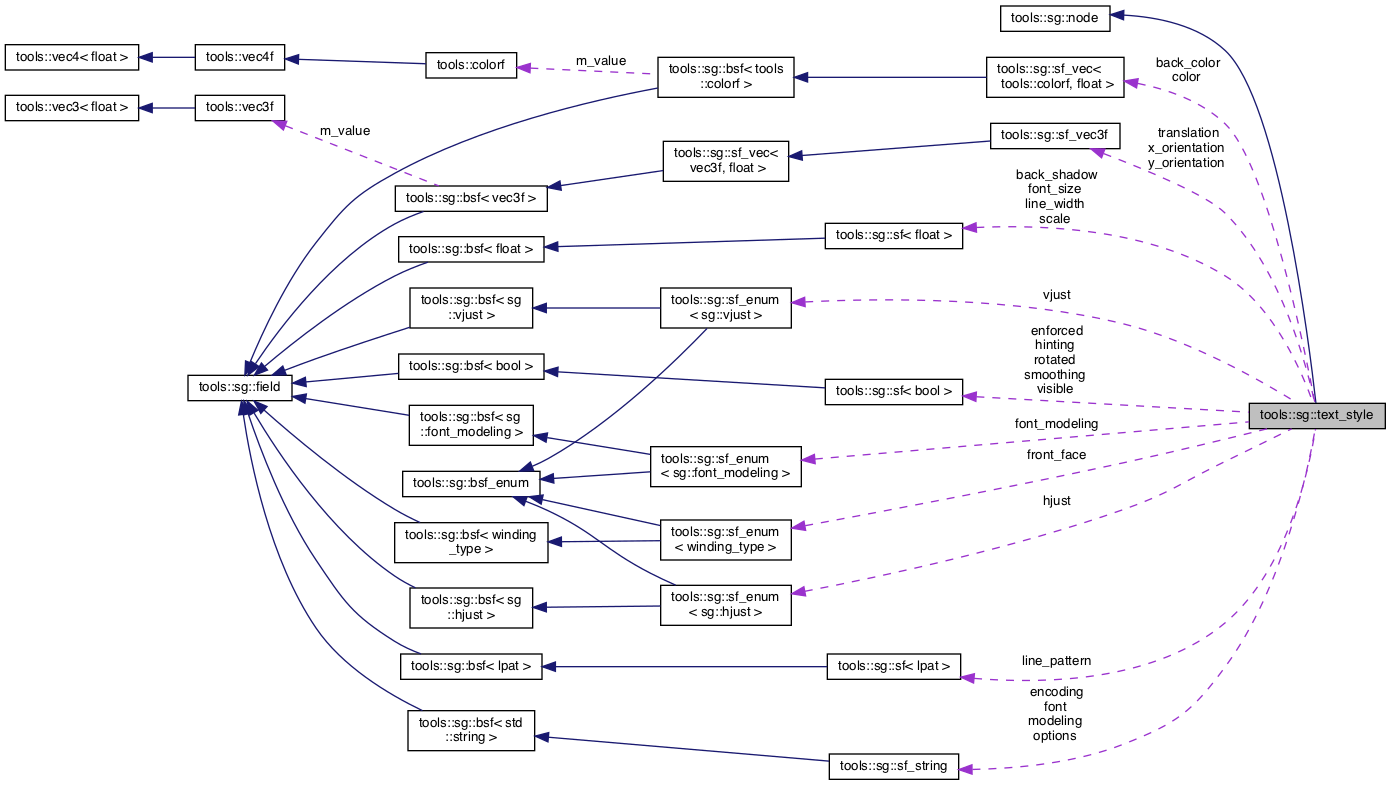 tools::sg::node
tools::vec4< float >
tools::vec4f
tools::colorf
m_value
tools::sg::bsf< tools
::colorf >
tools::sg::sf_vec<
tools::colorf, float >
back_color
color
tools::vec3< float >
tools::vec3f
m_value
tools::sg::bsf< vec3f >
tools::sg::sf_vec<
vec3f, float >
tools::sg::sf_vec3f
translation
x_orientation
y_orientation
back_shadow
font_size
line_width
scale
tools::sg::bsf< float >
tools::sg::sf< float >
tools::sg::bsf< sg
::vjust >
tools::sg::sf_enum
< sg::vjust >
vjust
enforced
hinting
rotated
smoothing
visible
tools::sg::field
tools::sg::bsf< bool >
tools::sg::sf< bool >
tools::sg::text_style
tools::sg::bsf< sg
::font_modeling >
tools::sg::sf_enum
< sg::font_modeling >
font_modeling
tools::sg::bsf_enum
front_face
tools::sg::bsf< winding
_type >
tools::sg::sf_enum
< winding_type >
hjust
tools::sg::bsf< sg
::hjust >
tools::sg::sf_enum
< sg::hjust >
tools::sg::bsf< lpat >
tools::sg::sf< lpat >
line_pattern
encoding
font
modeling
options
tools::sg::bsf< std
::string >
tools::sg::sf_string